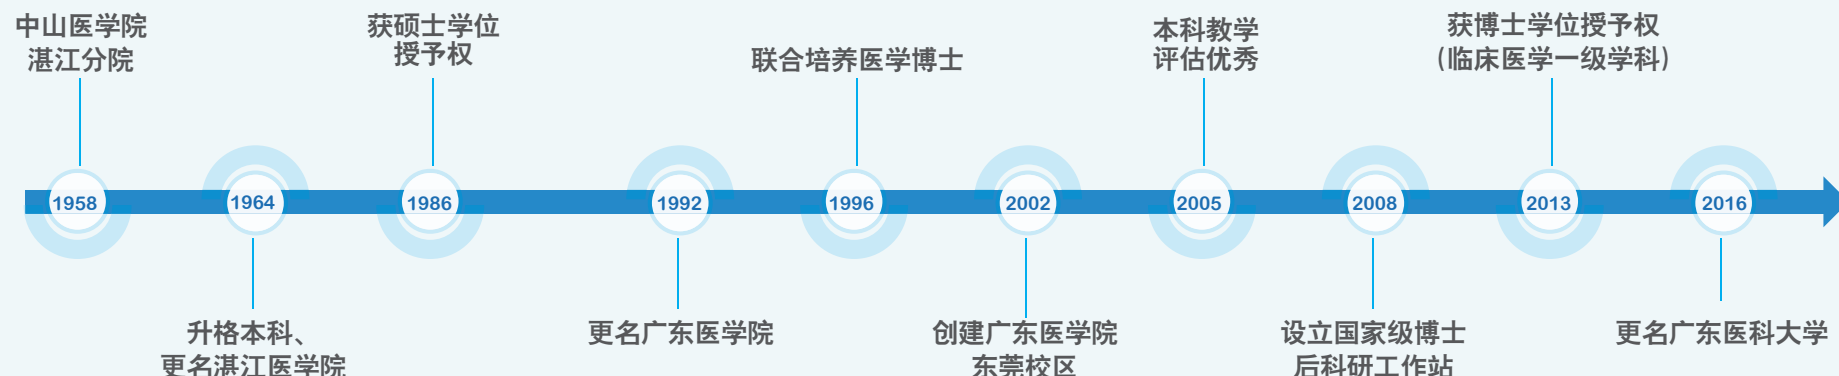 中山医学院
湛江分院
获硕士学位
授予权
联合培养医学博士
本科教学
评估优秀
获博士学位授予权
(临床医学一级学科)
1958
1964
1986
1992
1996
2002
2005
2008
2013
2016
升格本科、
更名湛江医学院
更名广东医学院
创建广东医学院
东莞校区
设立国家级博士
后科研工作站
更名广东医科大学